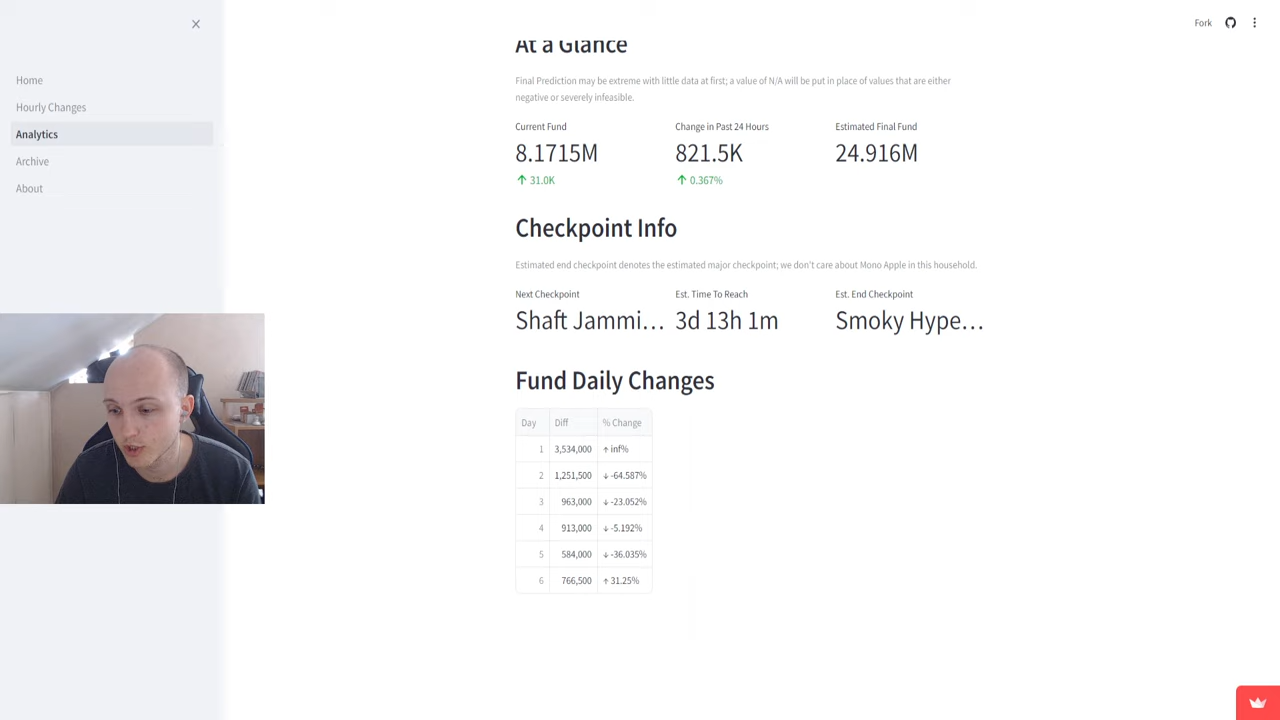 Fork
Home
Hourly Changes
Analytics
Archive
About
At a Glance
Final Prediction may be extreme with little data at first; a value of N/A will be put in place of values that are either
negative or severely infeasible.
Current Fund
8.1715M
↑ 31.0K
Change in Past 24 Hours
821.5K
↑ 0.367%
Estimated Final Fund
24.916M
Checkpoint Info
Estimated end checkpoint denotes the estimated major checkpoint; we don't care about Mono Apple in this household.
Next Checkpoint
Shaft Jammi...
Est. Time To Reach
3d 13h 1m
Est. End Checkpoint
Smoky Hype...
Fund Daily Changes
Day Diff % Change
1 3,534,000 ↑ inf%
2 1,251,500 ↓ -64.587%
3 963,000 ↓ -23.052%
4 913,000 ↓ -5.192%
5 584,000 ↓ -36.035%
6 766,500 ↑ 31.25%